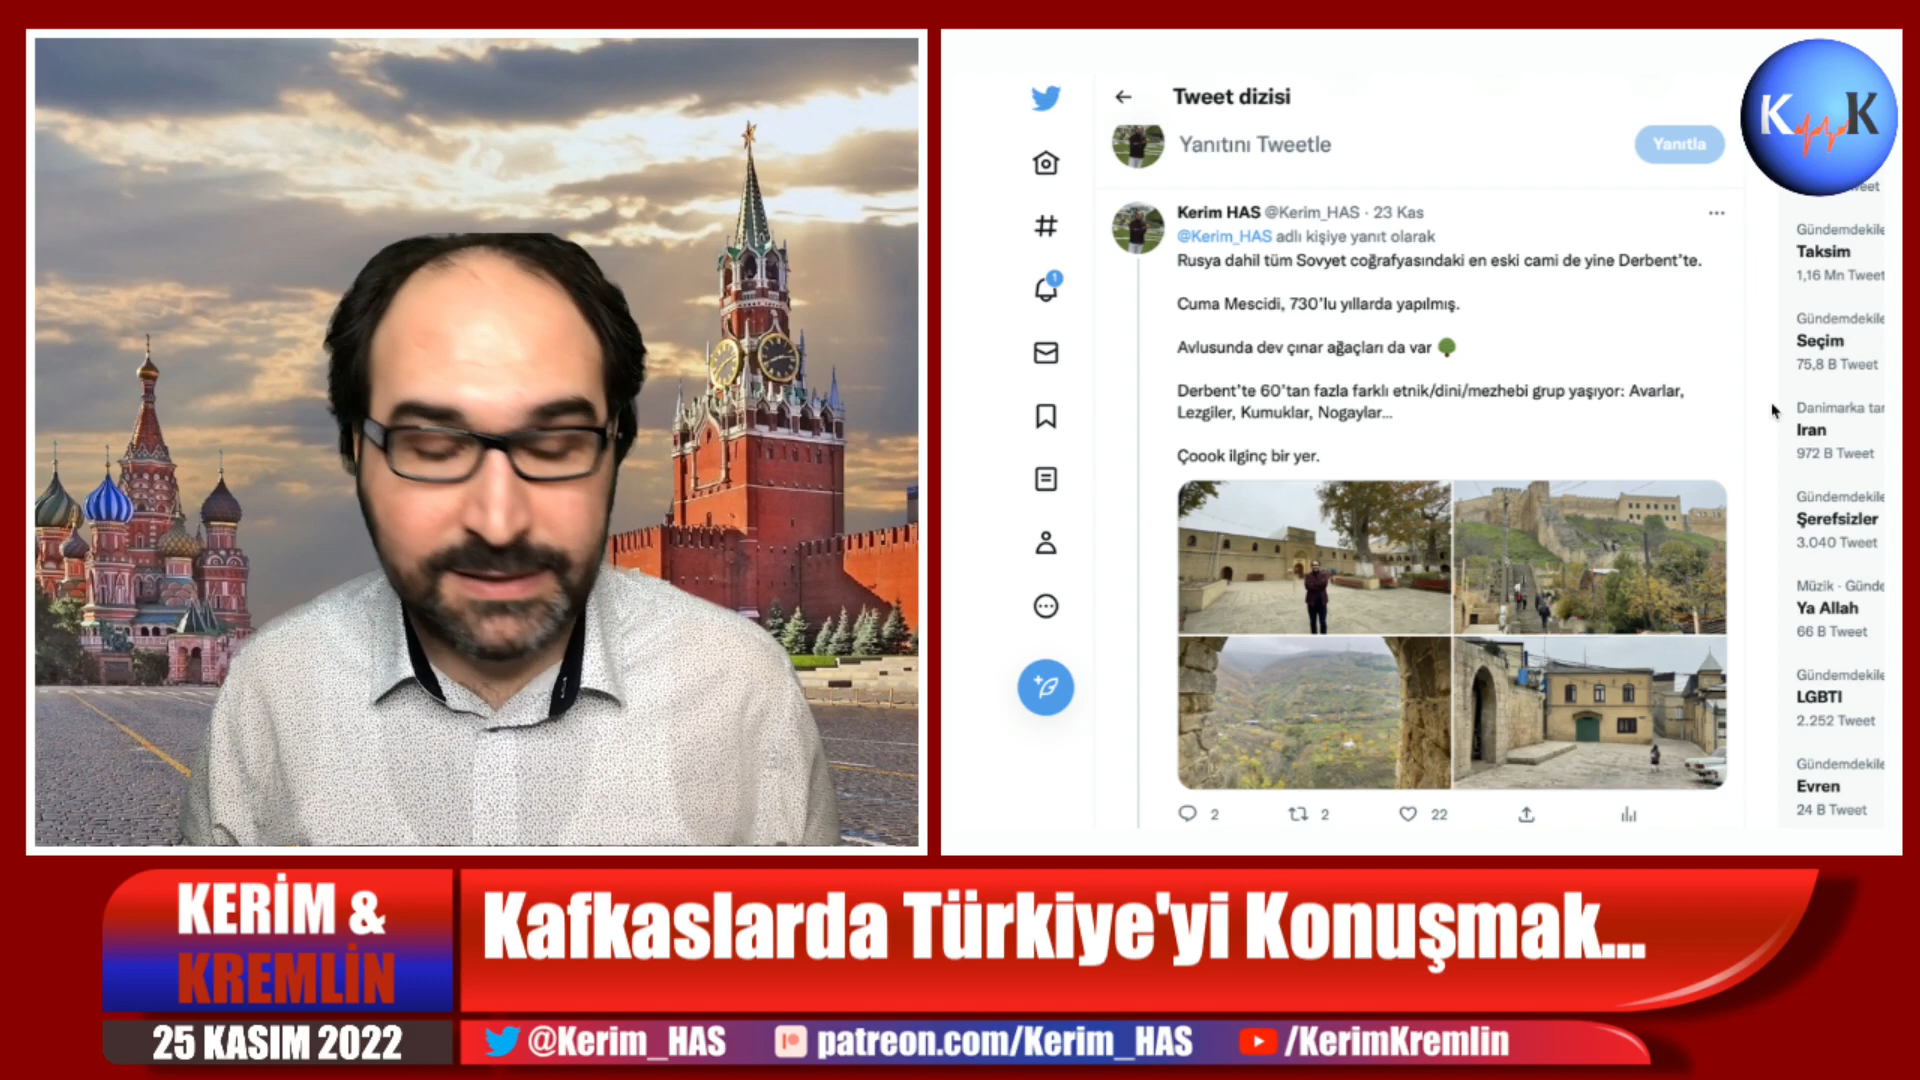 Tweet dizisi
Yanıtını Tweetle
Yanıtla
K K
Kerim HAS @Kerim_HAS · 23 Kas
@Kerim_HAS adlı kişiye yanıt olarak
Rusya dahil tüm Sovyet coğrafyasındaki en eski cami de yine Derbent'te.
Cuma Mescidi, 730'lu yıllarda yapılmış.
Avlusunda dev çınar ağaçları da var
Derbent'te 60'tan fazla farklı etnik/dini/mezhebi grup yaşıyor: Avarlar,
Lezgiler, Kumuklar, Nogaylar...
Çoook ilginç bir yer.
2 2 22
1
Gündemdekile
Taksim
1,16 Mn Tweet
Gündemdekile
Seçim
75,8 B Tweet
Danimarka tar
Iran
972 B Tweet
Gündemdekile
Şerefsizler
3.040 Tweet
Müzik · Günde
Ya Allah
66 B Tweet
Gündemdekile
LGBTI
2.252 Tweet
Gündemdekile
Evren
24 B Tweet
KERİM &
KREMLİN
Kafkaslarda Türkiye'yi Konuşmak...
25 KASIM 2022
@Kerim_HAS
patreon.com/Kerim_HAS
/KerimKremlin